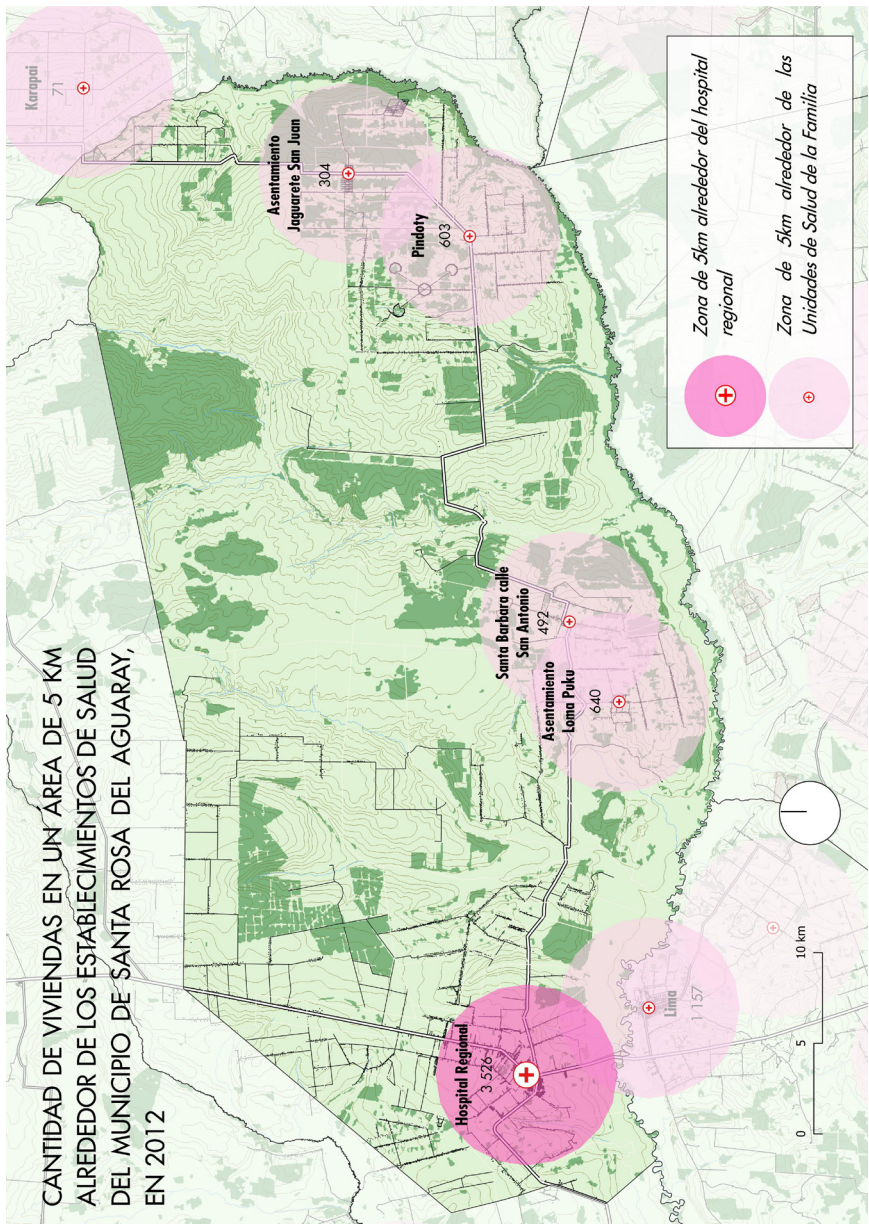 CANTIDAD DE VIVIENDAS EN UN ÁREA DE 5 KM
ALREDEDOR DE LOS ESTABLECIMIENTOS DE SALUD
DEL MUNICIPIO DE SANTA ROSA DEL AGUARAY,
EN 2012
Karapai
71
Asentamiento
Jaguarete San Juan
304
Pindoty
603
Santa Barbara calle
San Antonio
492
Asentamiento
Loma Puku
640
Hospital Regional
3 526
Lima
1157
0 5 10 km
Zona de 5km alrededor del hospital
regional
Zona de 5km alrededor de las
Unidades de Salud de la Familia